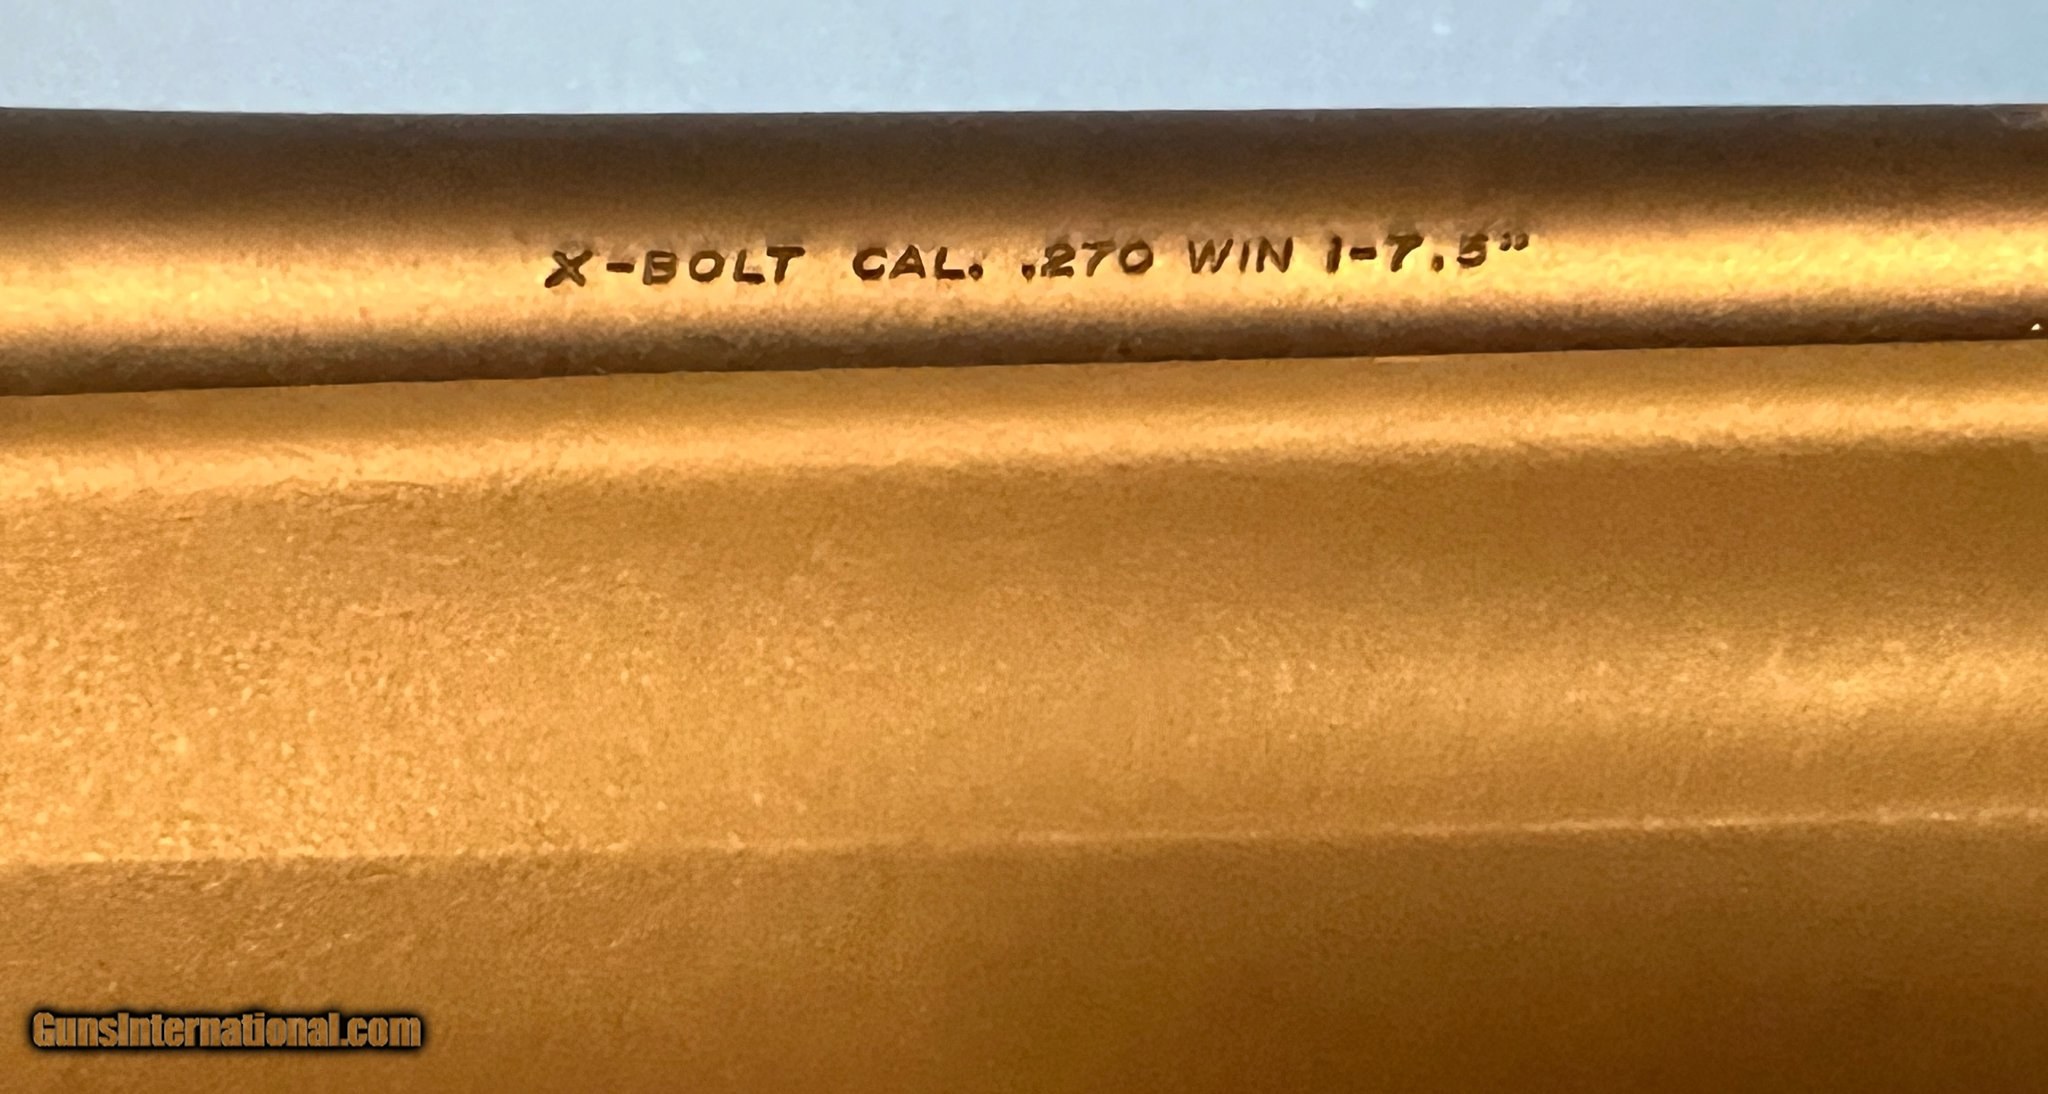 X-BOLT CAL. .270 WIN 1-7.5"
GunsInternational.com